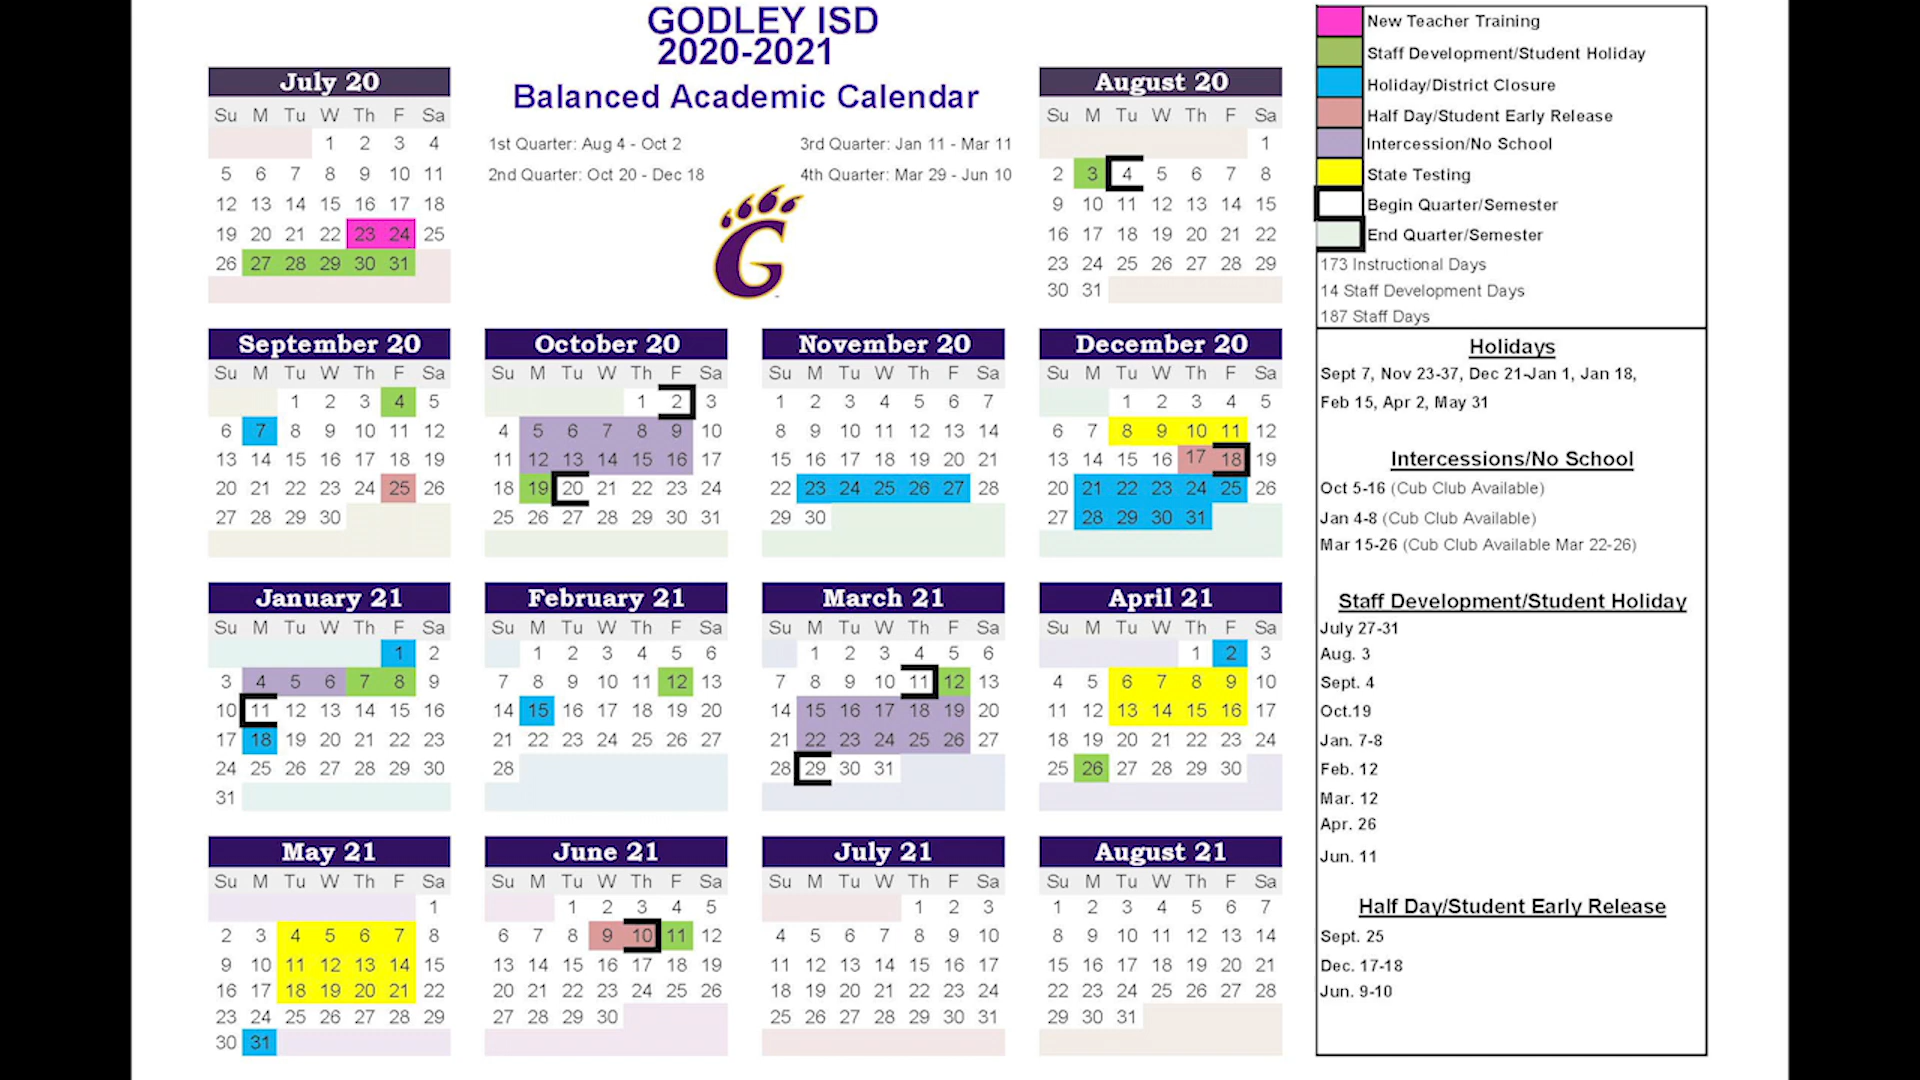 GODLEY ISD
2020-2021
Balanced Academic Calendar
1st Quarter: Aug 4 - Oct 2
3rd Quarter: Jan 11 - Mar 11
2nd Quarter: Oct 20 - Dec 18
4th Quarter: Mar 29 - Jun 10
G
July 20
Su M Tu W Th F Sa
1 2 3 4
5 6 7 8 9 10 11
12 13 14 15 16 17 18
19 20 21 22 23 24 25
26 27 28 29 30 31
August 20
Su M Tu W Th F Sa
1
2 3 4 5 6 7 8
9 10 11 12 13 14 15
16 17 18 19 20 21 22
23 24 25 26 27 28 29
30 31
September 20
Su M Tu W Th F Sa
1 2 3 4 5
6 7 8 9 10 11 12
13 14 15 16 17 18 19
20 21 22 23 24 25 26
27 28 29 30
October 20
Su M Tu W Th F Sa
1 2 3
4 5 6 7 8 9 10
11 12 13 14 15 16 17
18 19 20 21 22 23 24
25 26 27 28 29 30 31
November 20
Su M Tu W Th F Sa
1 2 3 4 5 6 7
8 9 10 11 12 13 14
15 16 17 18 19 20 21
22 23 24 25 26 27 28
29 30
December 20
Su M Tu W Th F Sa
1 2 3 4 5
6 7 8 9 10 11 12
13 14 15 16 17 18 19
20 21 22 23 24 25 26
27 28 29 30 31
January 21
Su M Tu W Th F Sa
1 2
3 4 5 6 7 8 9
10 11 12 13 14 15 16
17 18 19 20 21 22 23
24 25 26 27 28 29 30
31
February 21
Su M Tu W Th F Sa
1 2 3 4 5 6
7 8 9 10 11 12 13
14 15 16 17 18 19 20
21 22 23 24 25 26 27
28
March 21
Su M Tu W Th F Sa
1 2 3 4 5 6
7 8 9 10 11 12 13
14 15 16 17 18 19 20
21 22 23 24 25 26 27
28 29 30 31
April 21
Su M Tu W Th F Sa
1 2 3
4 5 6 7 8 9 10
11 12 13 14 15 16 17
18 19 20 21 22 23 24
25 26 27 28 29 30
May 21
Su M Tu W Th F Sa
1
2 3 4 5 6 7 8
9 10 11 12 13 14 15
16 17 18 19 20 21 22
23 24 25 26 27 28 29
30 31
June 21
Su M Tu W Th F Sa
1 2 3 4 5
6 7 8 9 10 11 12
13 14 15 16 17 18 19
20 21 22 23 24 25 26
27 28 29 30
July 21
Su M Tu W Th F Sa
1 2 3
4 5 6 7 8 9 10
11 12 13 14 15 16 17
18 19 20 21 22 23 24
25 26 27 28 29 30 31
August 21
Su M Tu W Th F Sa
1 2 3 4 5 6 7
8 9 10 11 12 13 14
15 16 17 18 19 20 21
22 23 24 25 26 27 28
29 30 31
New Teacher Training
Staff Development/Student Holiday
Holiday/District Closure
Half Day/Student Early Release
Intercession/No School
State Testing
Begin Quarter/Semester
End Quarter/Semester
173 Instructional Days
14 Staff Development Days
187 Staff Days
Holidays
Sept 7, Nov 23-37, Dec 21-Jan 1, Jan 18,
Feb 15, Apr 2, May 31
Intercessions/No School
Oct 5-16 (Cub Club Available)
Jan 4-8 (Cub Club Available)
Mar 15-26 (Cub Club Available Mar 22-26)
Staff Development/Student Holiday
July 27-31
Aug. 3
Sept. 4
Oct.19
Jan. 7-8
Feb. 12
Mar. 12
Apr. 26
Jun. 11
Half Day/Student Early Release
Sept. 25
Dec. 17-18
Jun. 9-10